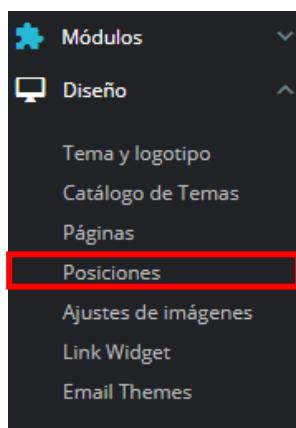 Módulos
Diseño
Tema y logotipo
Catálogo de Temas
Páginas
Posiciones
Ajustes de imágenes
Link Widget
Email Themes